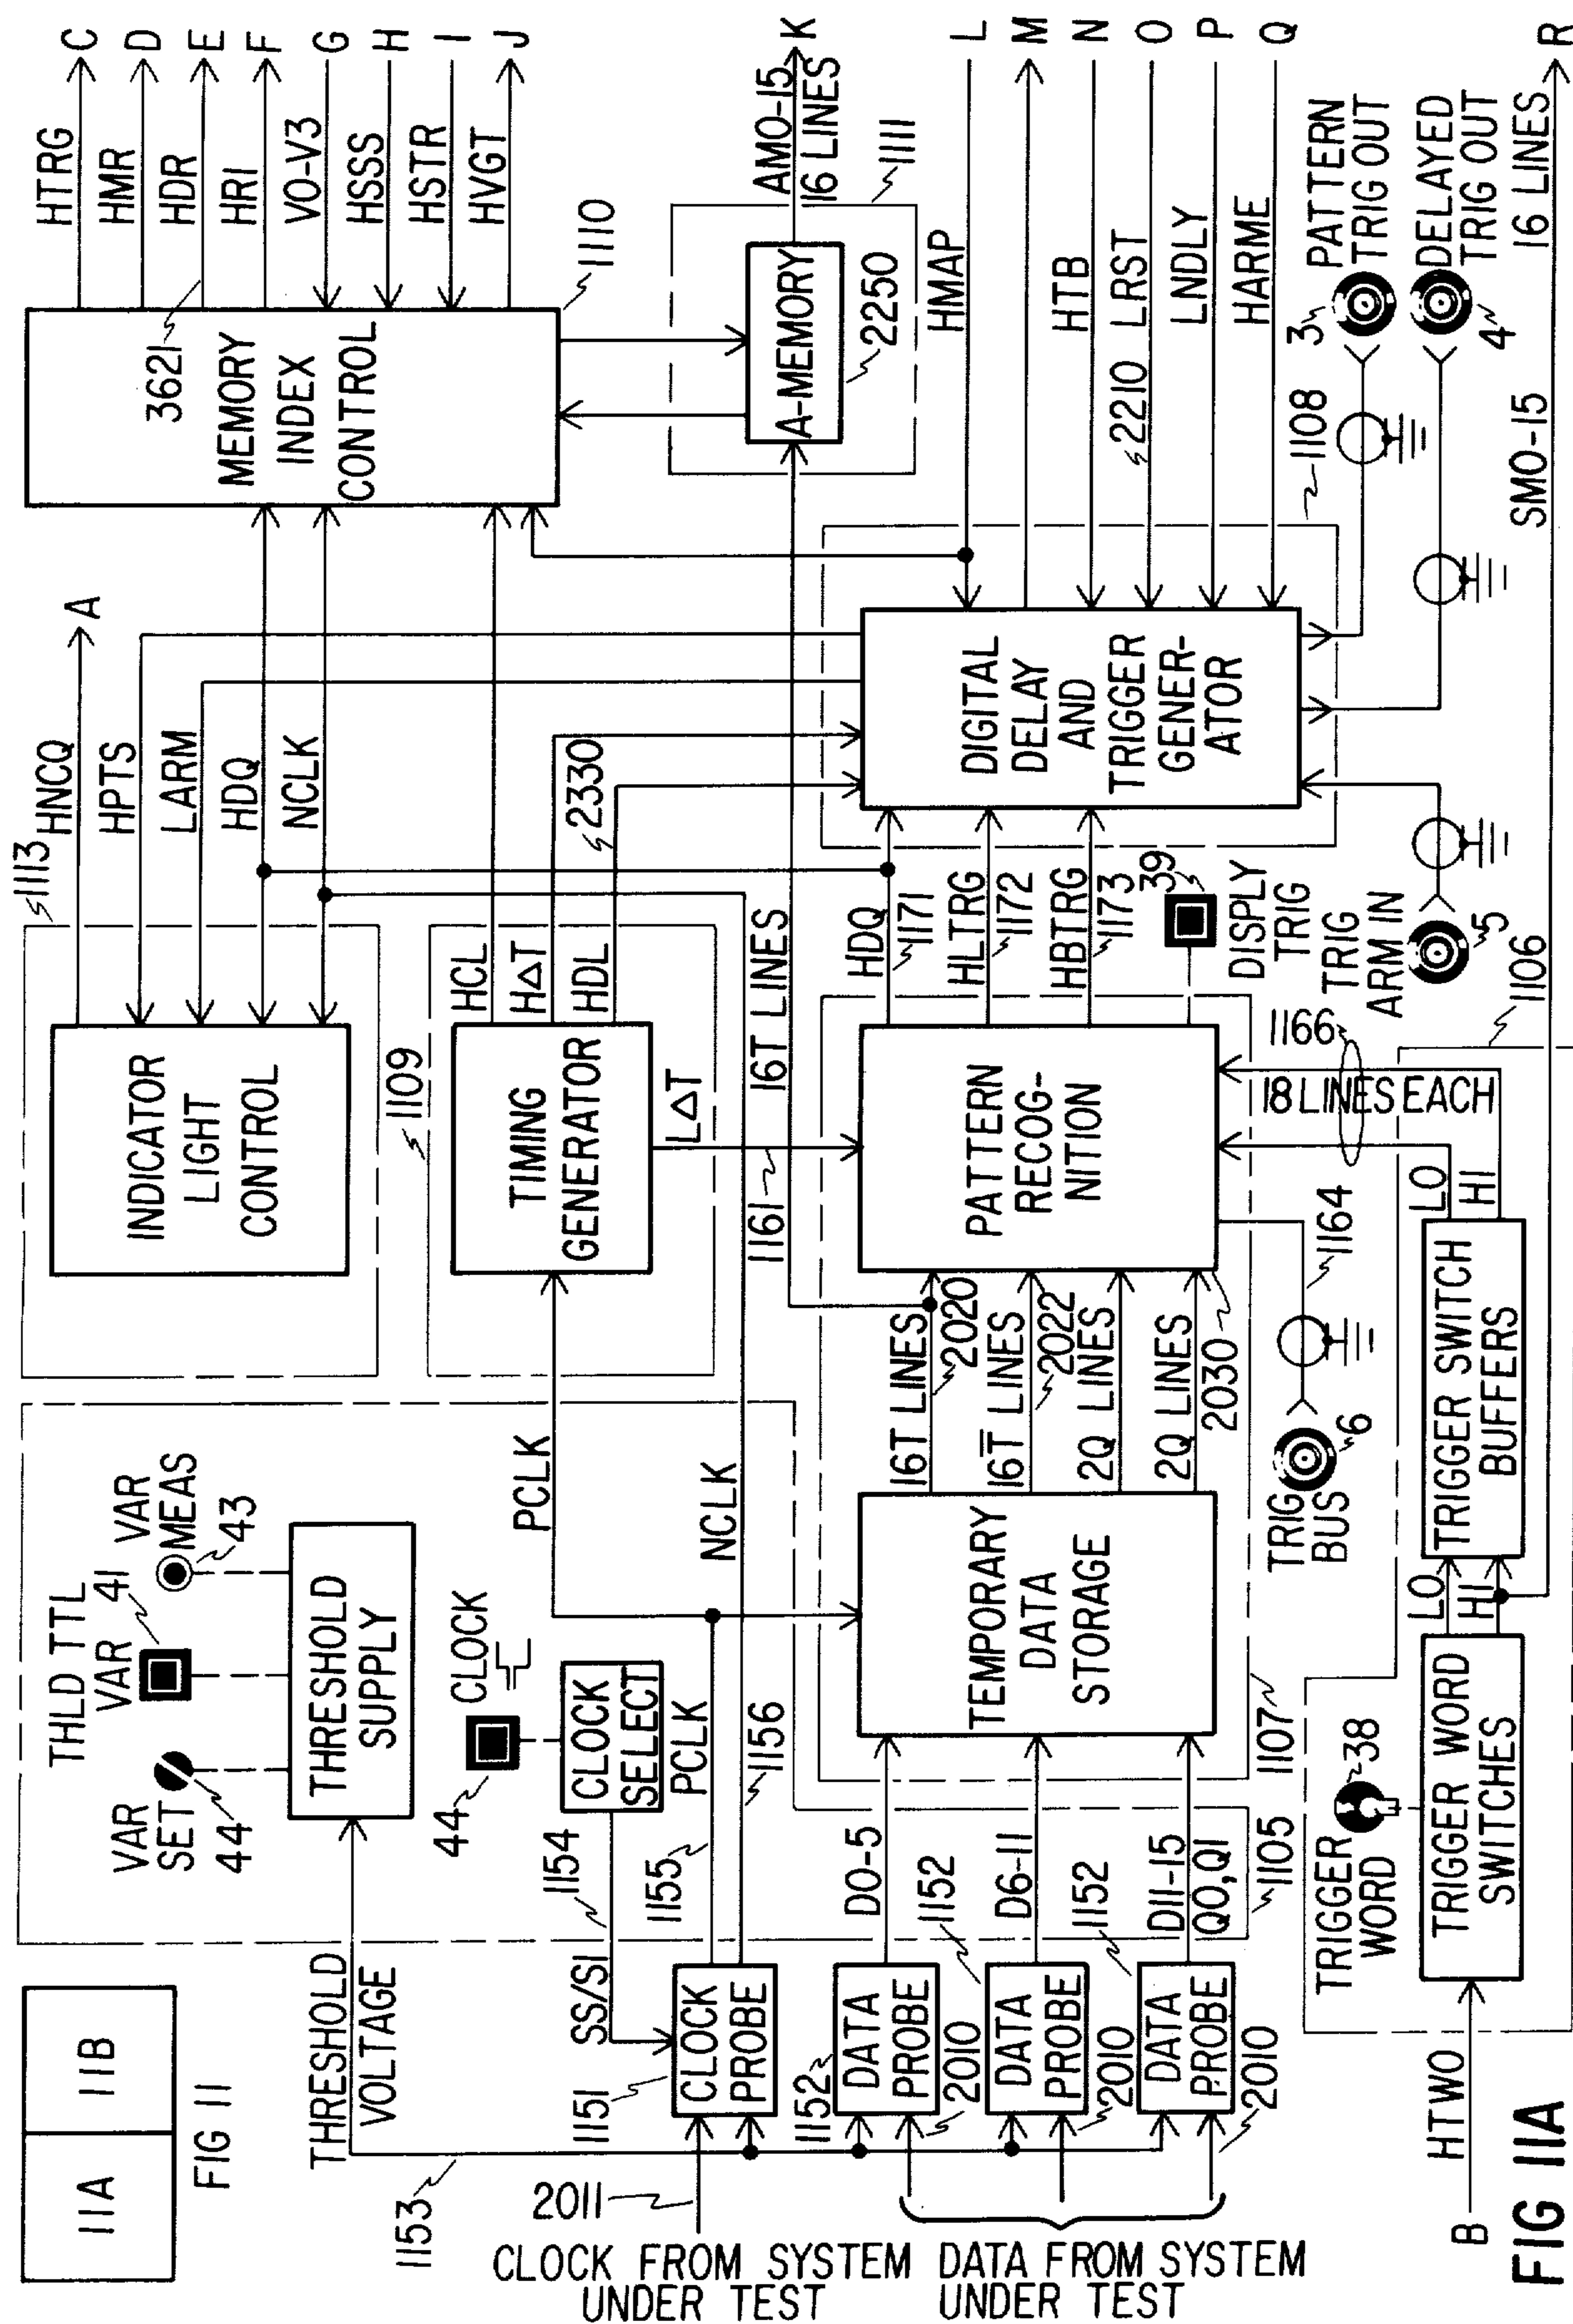 HTRG
C
HMR
D
HDR
E
HRI
F
VO-V3
G
HSSS
H
HSTR
I
HVGT
J
3621
MEMORY
INDEX
CONTROL
1110
AMO-15
16 LINES
K
1111
A-MEMORY
2250
HMAP
L
M
HTB
N
2210
LRST
O
LNDLY
P
HARME
Q
1108
3
PATTERN
TRIG OUT
4
DELAYED
TRIG OUT
SMO-15
16 LINES
R
1113
HNCQ
A
HPTS
LARM
HDQ
NCLK
INDICATOR
LIGHT
CONTROL
1109
HCL
H∆T
HDL
2330
TIMING
GENERATOR
L∆T
1161
16T LINES
DIGITAL
DELAY
AND
TRIGGER
GENER-
ATOR
HDQ
1171
HLTRG
1172
HBTRG
1173
39
DISPLY
TRIG
TRIG
ARM IN
5
1106
PATTERN
RECOG-
NITION
1166
18 LINES EACH
LO
HI
1164
16T LINES
2020
16T̅ LINES
2022
2Q LINES
2Q LINES
2030
TRIG
BUS
6
TRIGGER SWITCH
BUFFERS
THLD TTL
VAR
41
VAR
MEAS
43
VAR
SET
44
THRESHOLD
SUPPLY
PCLK
NCLK
CLOCK
44
CLOCK
SELECT
1154
PCLK
1155
1156
TEMPORARY
DATA
STORAGE
1107
DO-5
1152
D6-11
1152
D11-15
QO,Q1
1105
LO
HI
TRIGGER
WORD
38
TRIGGER WORD
SWITCHES
11A
11B
FIG 11
THRESHOLD
VOLTAGE
1153
SS/S1
1151
CLOCK
PROBE
1152
DATA
PROBE
2010
DATA
PROBE
2010
DATA
PROBE
2010
2011
CLOCK FROM SYSTEM
UNDER TEST
DATA FROM SYSTEM
UNDER TEST
HTWO
B
FIG 11A